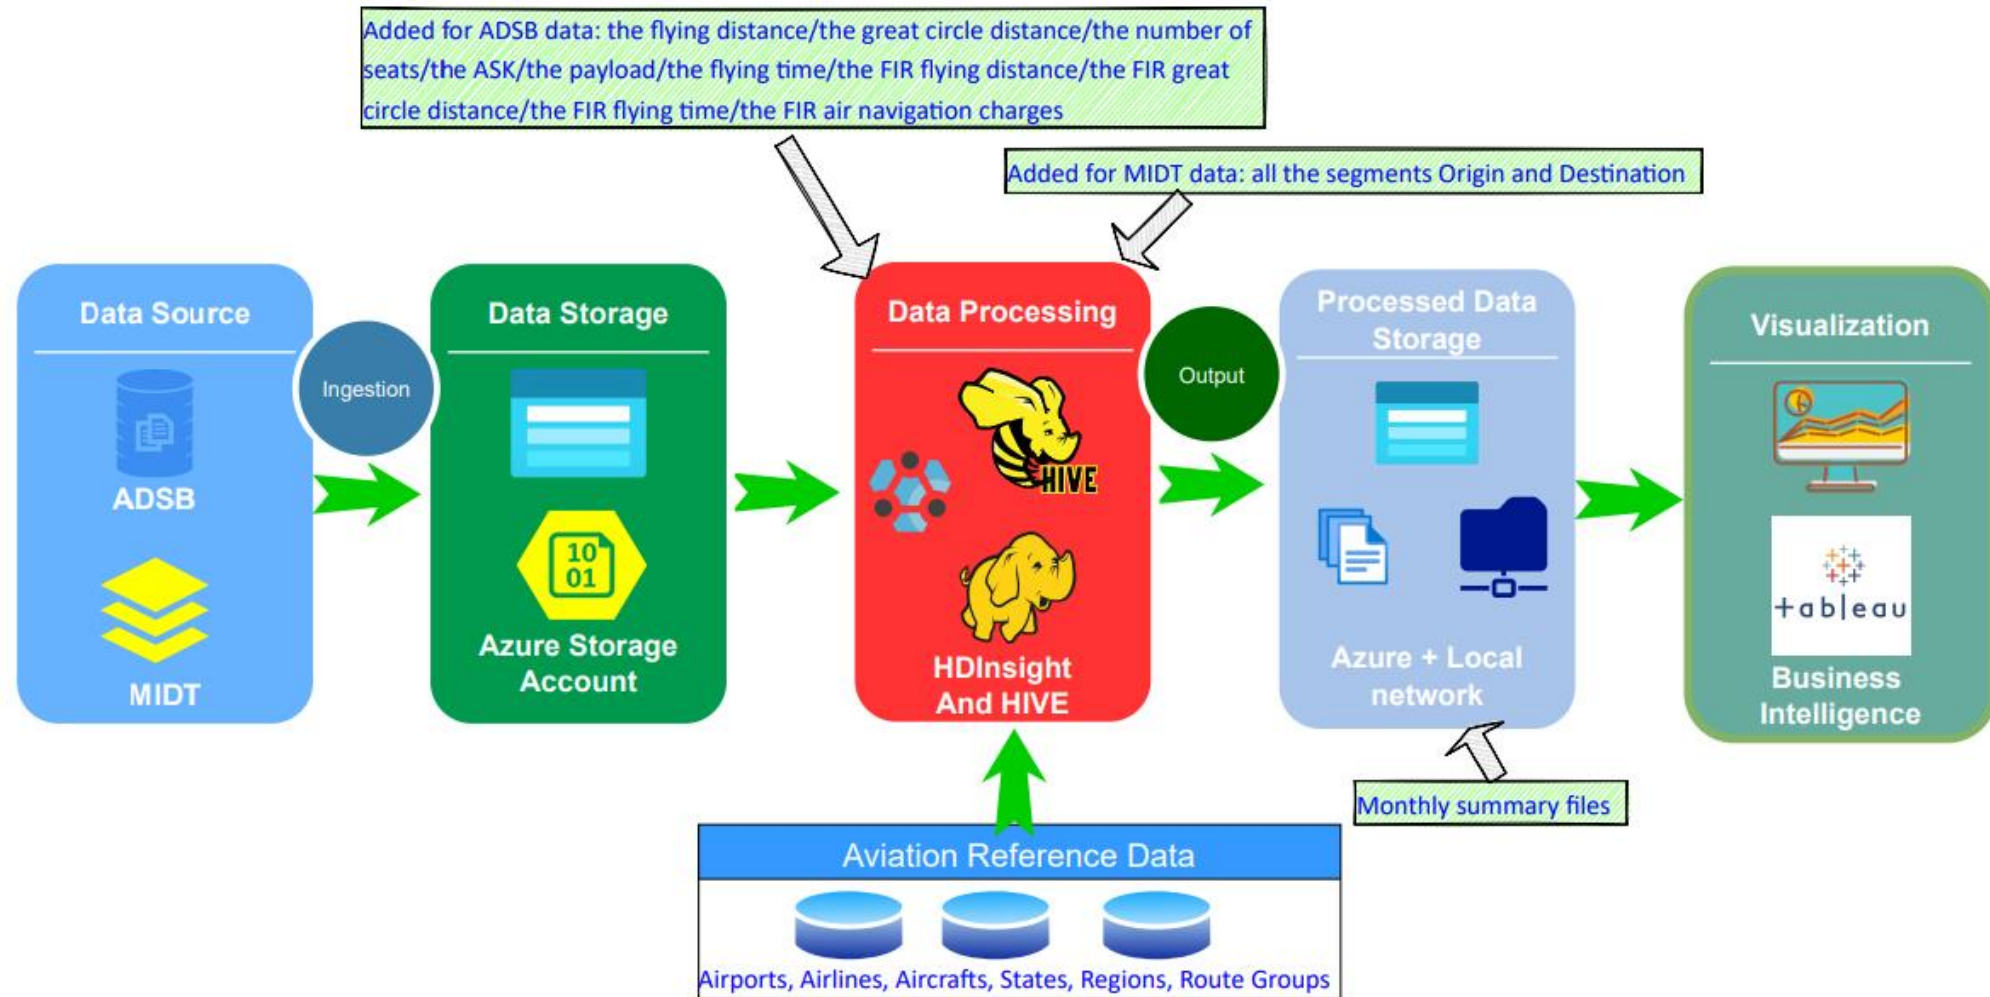 Added for ADSB data: the flying distance/the great circle distance/the number of
seats/the ASK/the payload/the flying time/the FIR flying distance/the FIR great
circle distance/the FIR flying time/the FIR air navigation charges
Added for MIDT data: all the segments Origin and Destination
Data Source
ADSB
MIDT
Ingestion
Data Storage
10
01
Azure Storage
Account
Data Processing
HIVE
HDInsight
And HIVE
Output
Processed Data
Storage
Azure + Local
network
Visualization
+ableau
Business
Intelligence
Monthly summary files
Aviation Reference Data
Airports, Airlines, Aircrafts, States, Regions, Route Groups